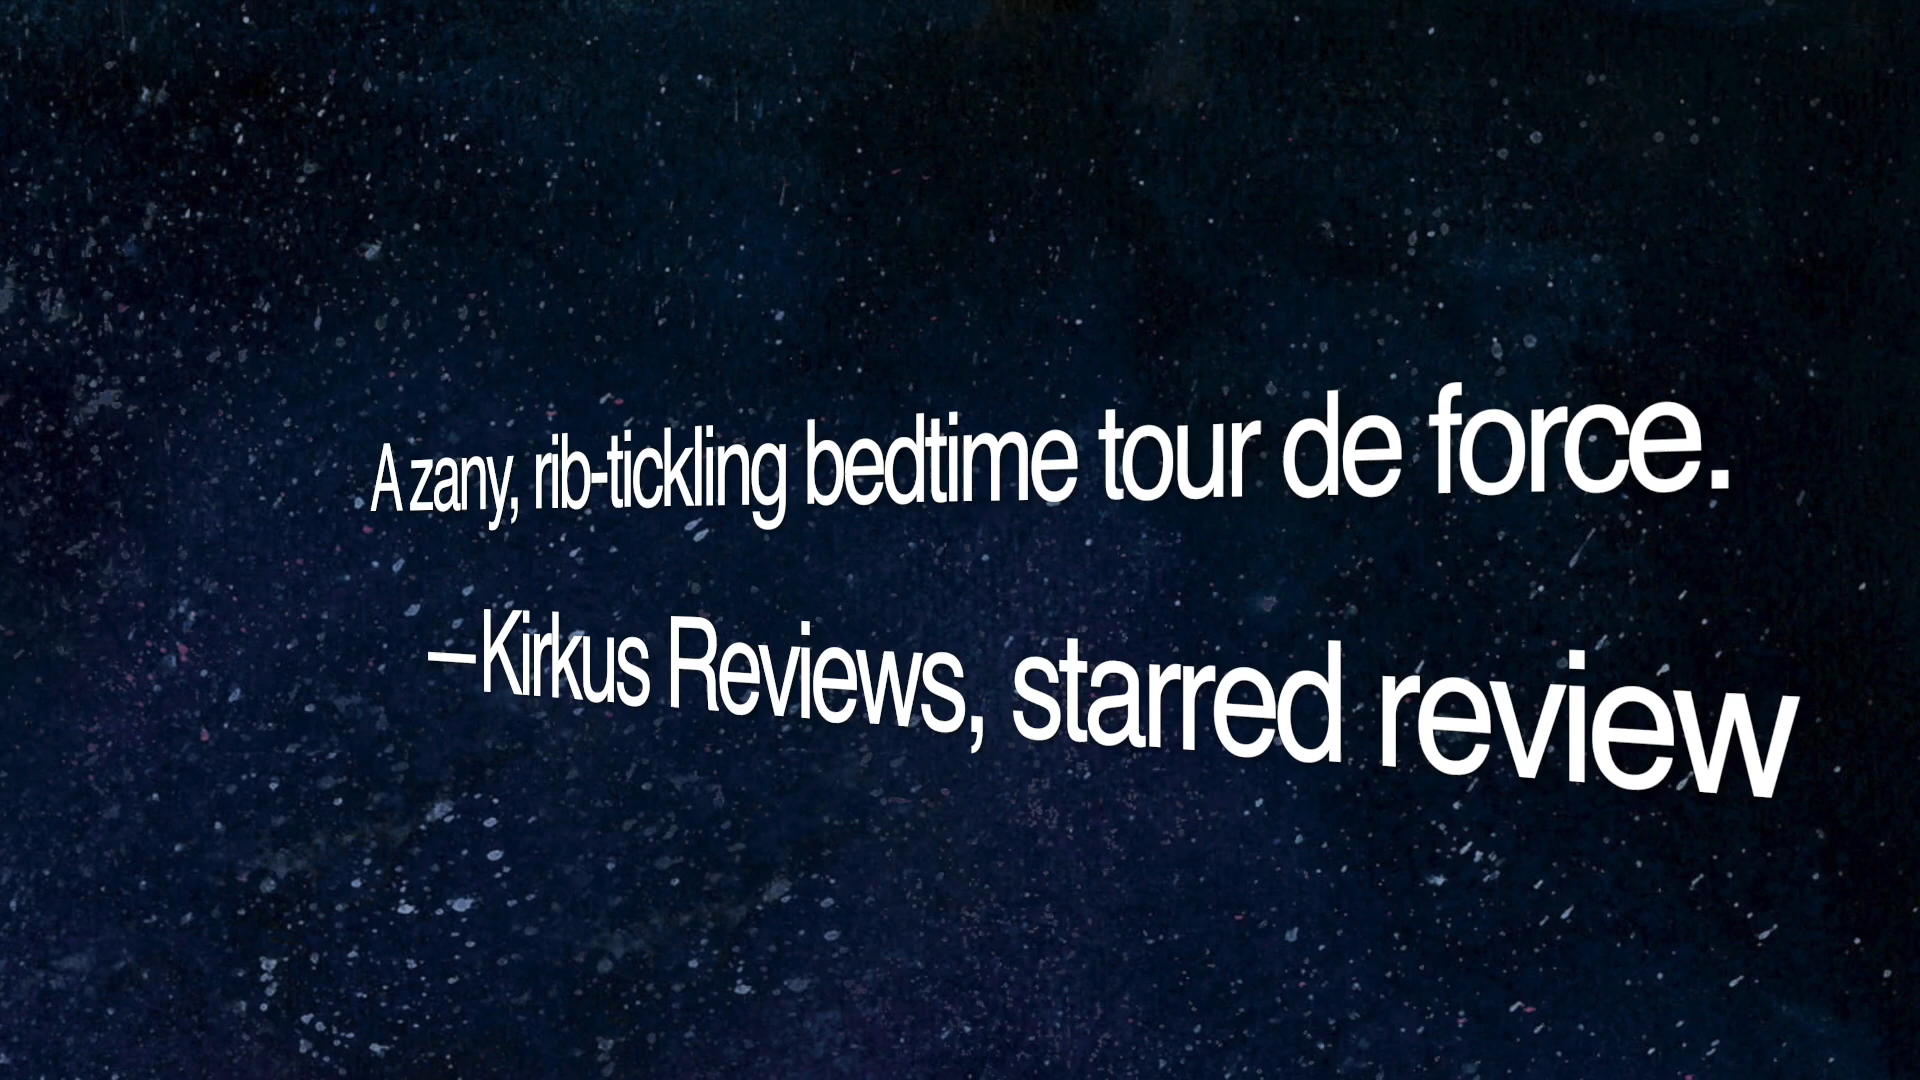 A zany, rib-tickling bedtime tour de force.
–Kirkus Reviews, starred review